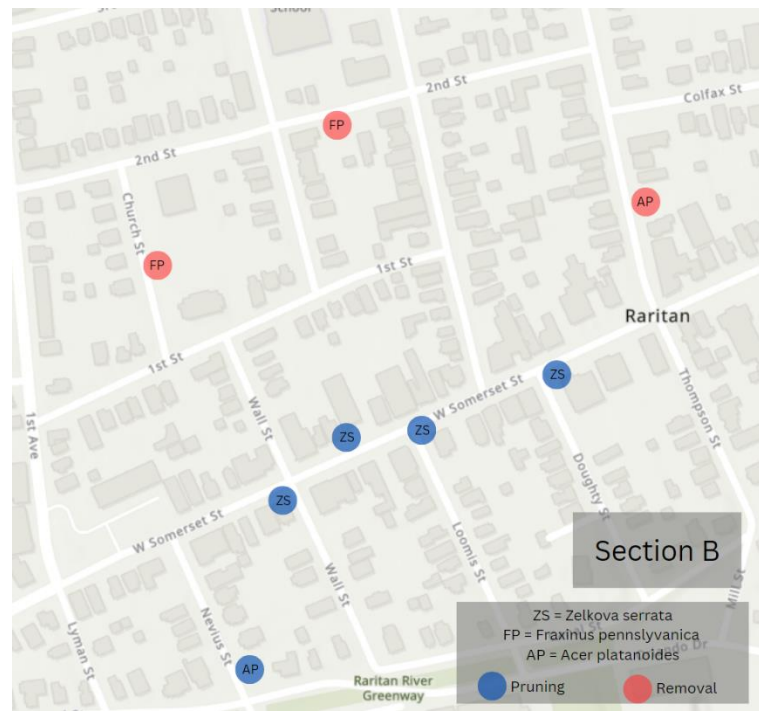 School
2nd St
Colfax St
FP
2nd St
Church St
AP
FP
1st St
Raritan
1st St
ZS
W Somerset St
Thompson St
1st Ave
Wall St
ZS
ZS
Doughty St
ZS
W Somerset St
Loomis St
Section B
Wall St
Mill St
Lyman St
Nevius St
AP
ZS = Zelkova serrata
FP = Fraxinus pennslyvanica
AP = Acer platanoides
Raritan River
Greenway
Pruning
Removal